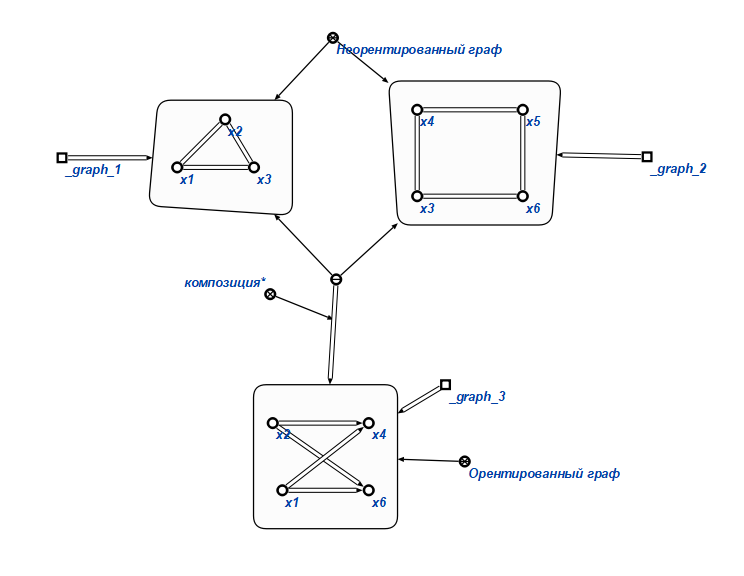 Неорентированный граф
x4
x5
x2
_graph_1
_graph_2
x1
x3
x3
x6
композиция*
_graph_3
x2
x4
Орентированный граф
x1
x6